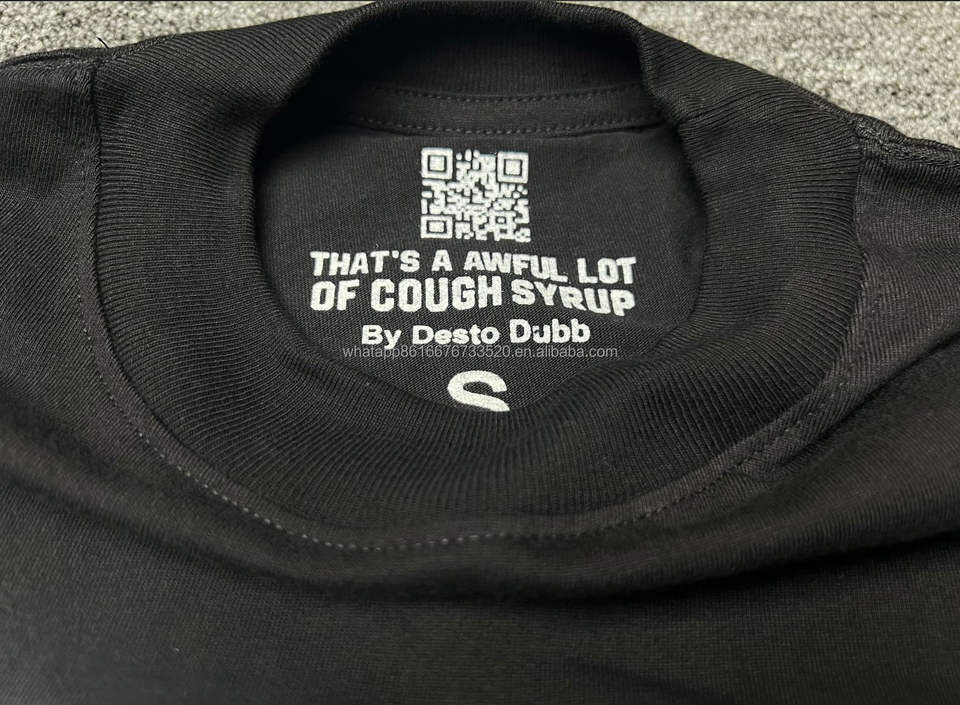 THAT'S A AWFUL LOT
OF COUGH SYRUP
By Desto Dubb
whatapp8616676733520.en.alibaba.com
S